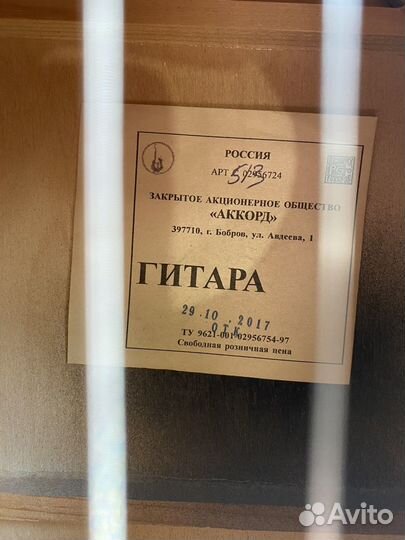 РОССИЯ
АРТ 513 02956724
ЗАКРЫТОЕ АКЦИОНЕРНОЕ ОБЩЕСТВО
«АККОРД»
397710, г. Бобров, ул. Авдеева, 1
ГИТАРА
29.10.2017
ОТК
ТУ 9621-001-02956754-97
Свободная розничная цена
Avito